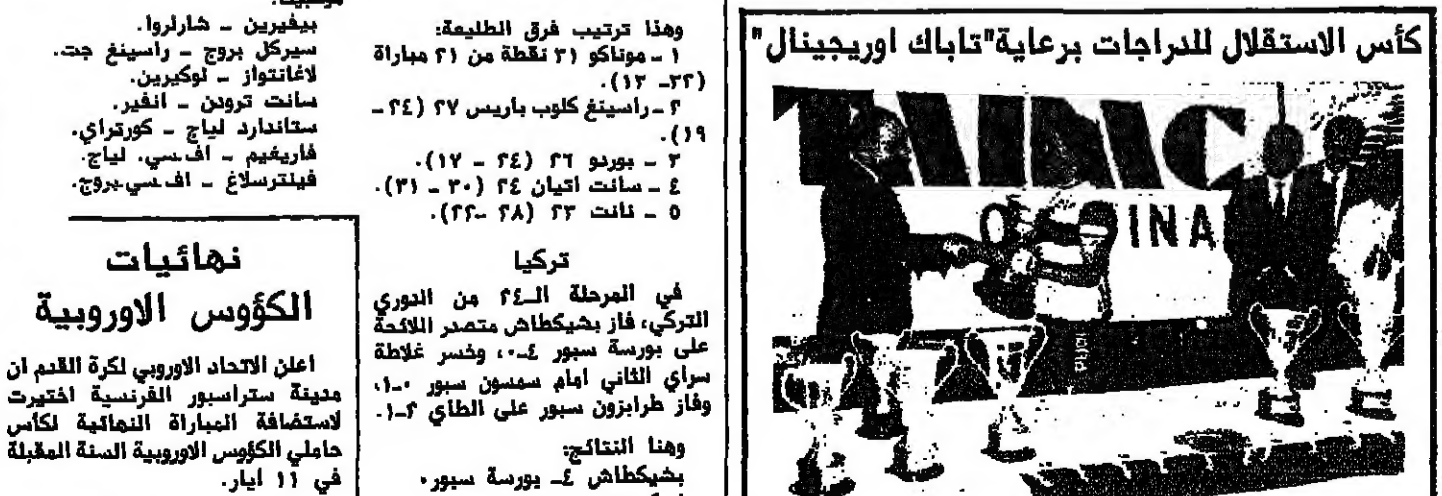 كأس الاستقلال للدراجات برعاية"تاباك اوريجينال"
وهذا ترتيب فرق الطليعة:
١ - موناكو ٣١ نقطة من ٢١ مباراة
(٣٣- ١٣).
٢ - راسينغ كلوب باريس ٢٧ (٢٤ -
١٩).
٣ - بوردو ٢٦ (٢٤ - ١٧).
٤ - سانت اتيان ٢٤ (٣٠ - ٣١).
٥ - نانت ٢٣ (٢٨ -٢٢).
تركيا
في المرحلة الـ٢٤ من الدوري
التركي، فاز بشيكطاش متصدر اللائحة
على بورسة سبور ٤-٠، وخسر غلاطة
سراي الثاني امام سمسون سبور ٠-١،
وفاز طرابزون سبور على الطاي ٢-١.
وهنا النتائج:
بشيكطاش ٤- بورسة سبور٠
بيفيرين - شارلروا.
سيركل بروج - راسينغ جت.
لاغانتواز - لوكيرين.
سانت ترودن - انفير.
ستاندارد لياج - كورتراي.
فاريغيم - اف.سي. لياج.
فينترسلاغ - اف.سي.بروج.
نهائيات
الكؤوس الاوروبية
اعلن الاتحاد الاوروبي لكرة القدم ان
مدينة ستراسبور الفرنسية اختيرت
لاستضافة المباراة النهائية لكأس
حاملي الكؤوس الاوروبية السنة المقبلة
في ١١ ايار.